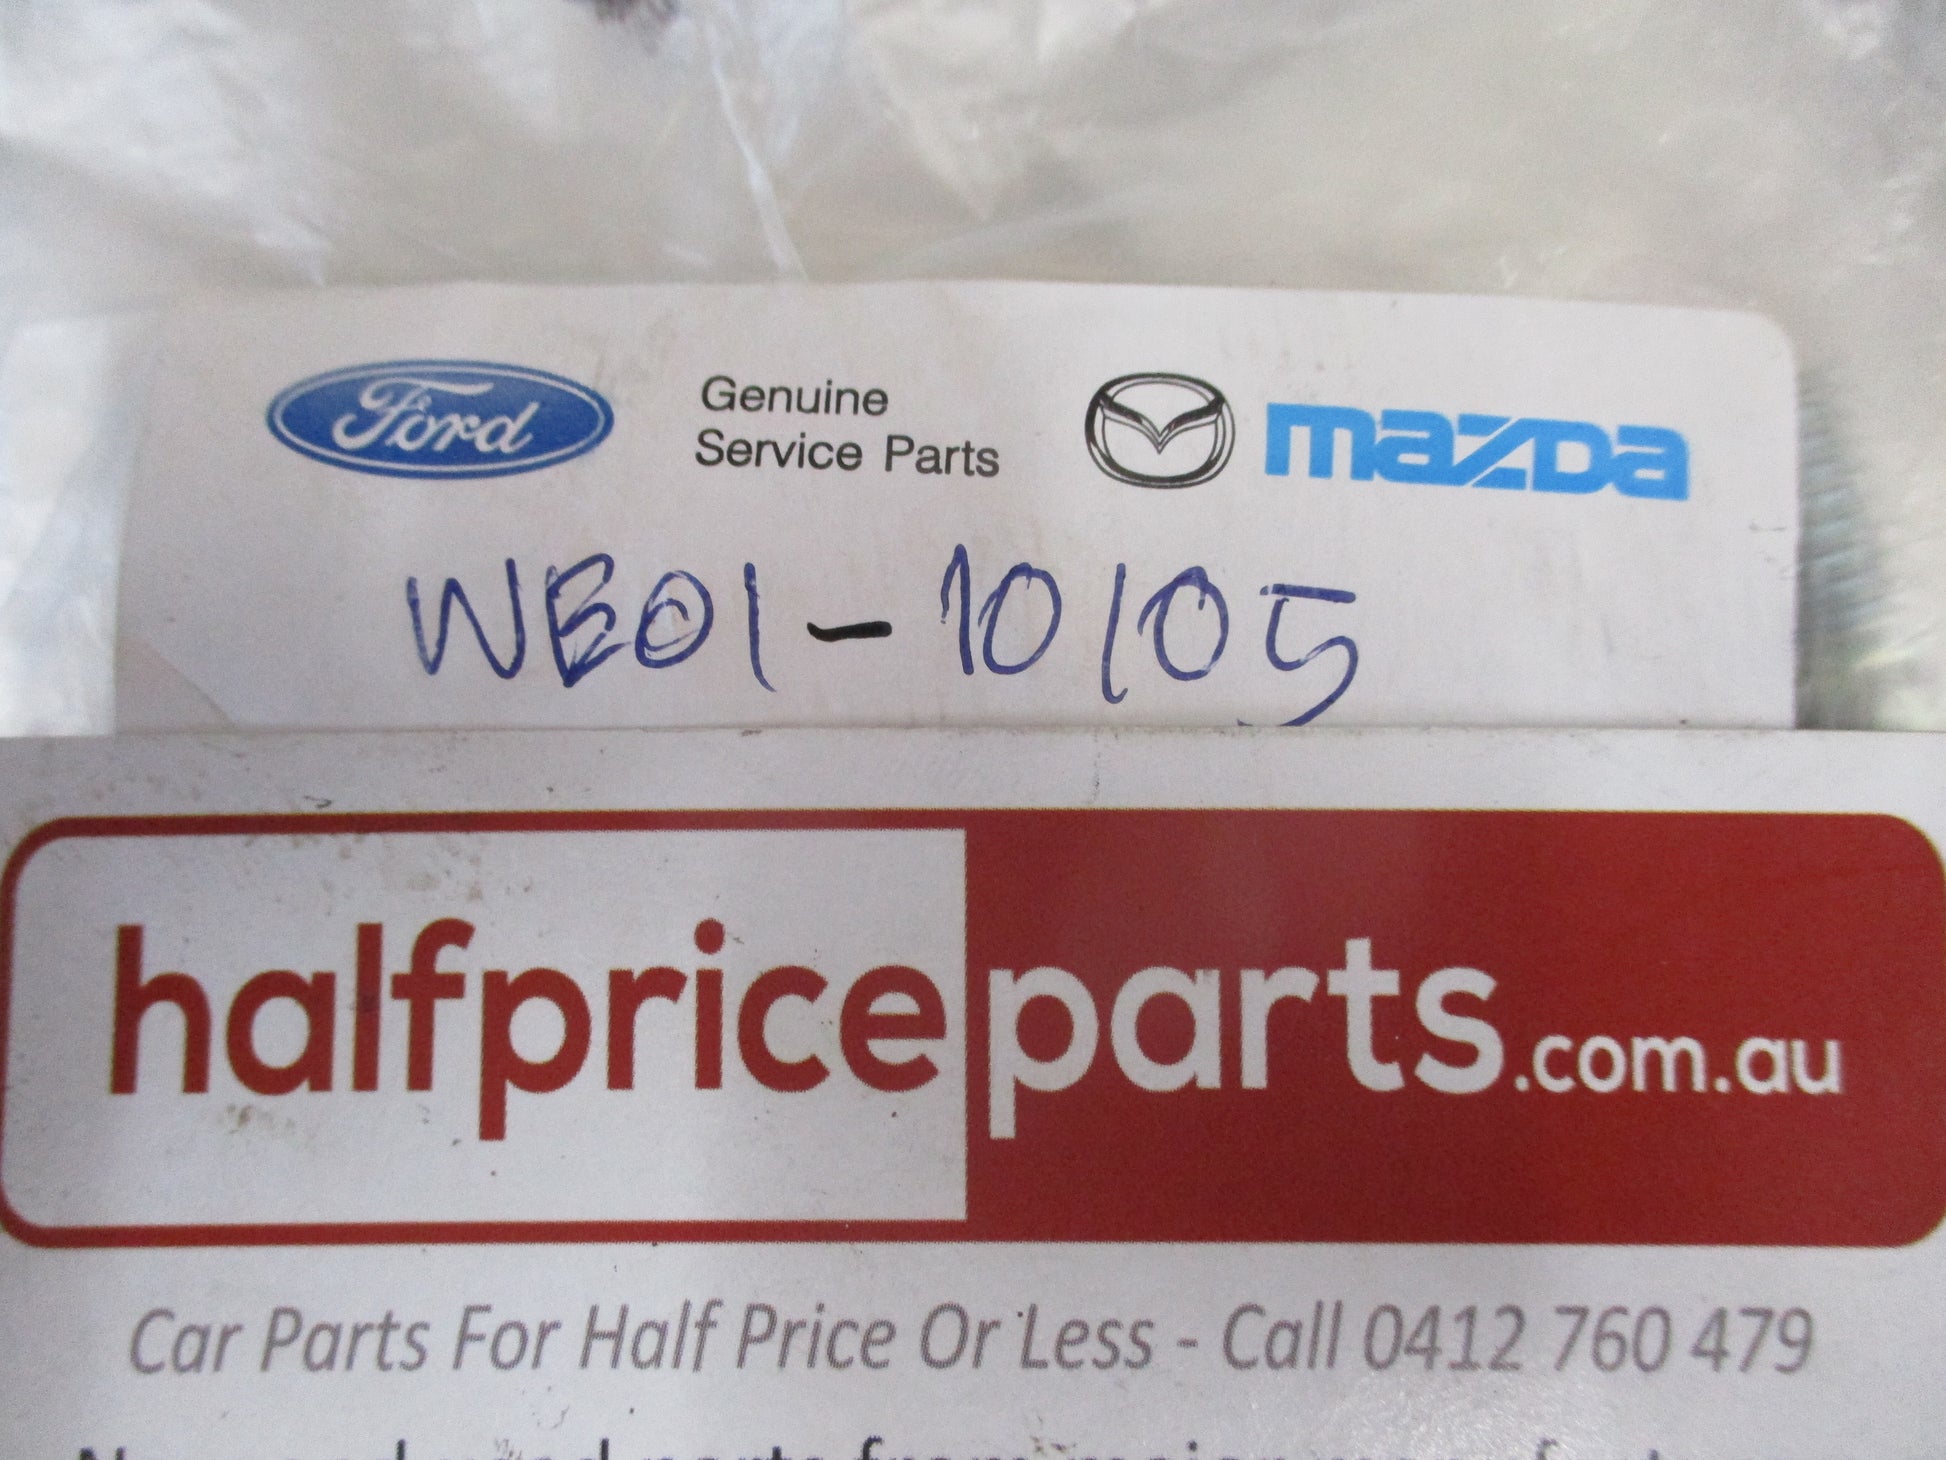 Ford Genuine Service Parts mazda
WE01-10105
halfpriceparts.com.au
Car Parts For Half Price Or Less - Call 0412 760 479